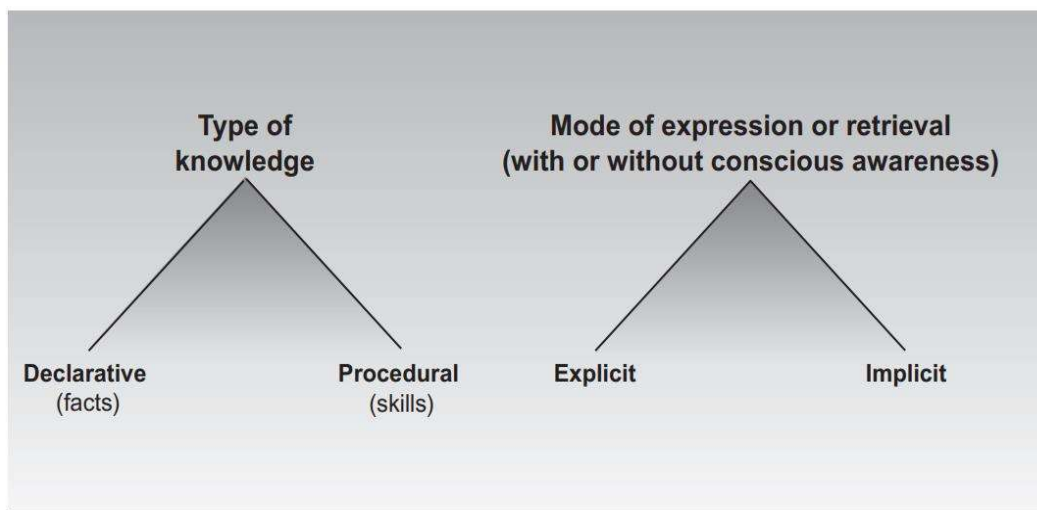 Type of
knowledge
Mode of expression or retrieval
(with or without conscious awareness)
Declarative
(facts)
Procedural
(skills)
Explicit
Implicit